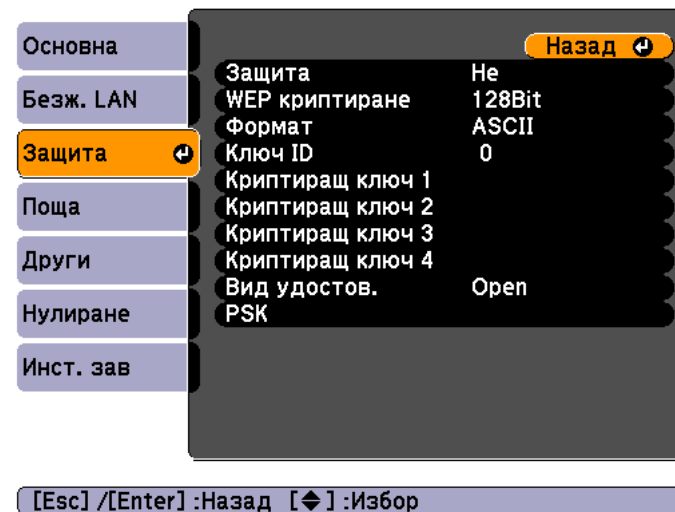 Основна
Безж. LAN
Защита
Поща
Други
Нулиране
Инст. зав
Назад
Защита Не
WEP криптиране 128Bit
Формат ASCII
Ключ ID 0
Криптиращ ключ 1
Криптиращ ключ 2
Криптиращ ключ 3
Криптиращ ключ 4
Вид удостов. Open
PSK
[Esc] /[Enter] :Назад [◆] :Избор